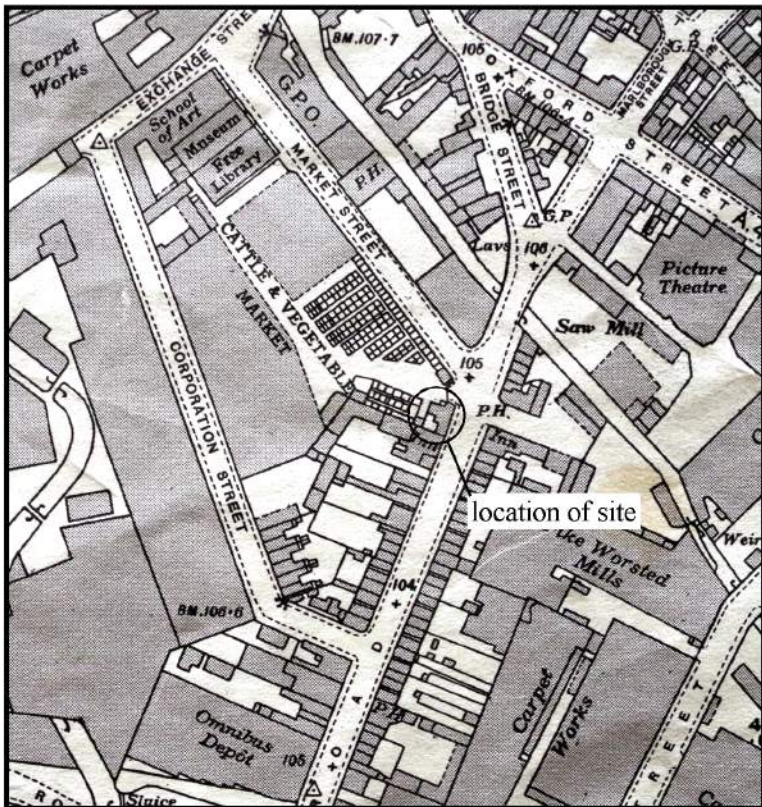 Carpet
Works
EXCHANGE STREET
BM.107·7
School
of Art
Museum
Free
Library
G.P.O.
MARKET STREET
P.H.
105
OXFORD
STREET
BRIDGE STREET
MARLBOROUGH
STREET
G.P.
G.P.
Lavs
106
Picture
Theatre
CATTLE & VEGETABLE
MARKET
Saw Mill
105
P.H.
Inn
CORPORATION STREET
location of site
Worsted
Mills
Weir
104
BM.106·6
Carpet
Works
Omnibus
Depôt
105
P.H.
Sluice